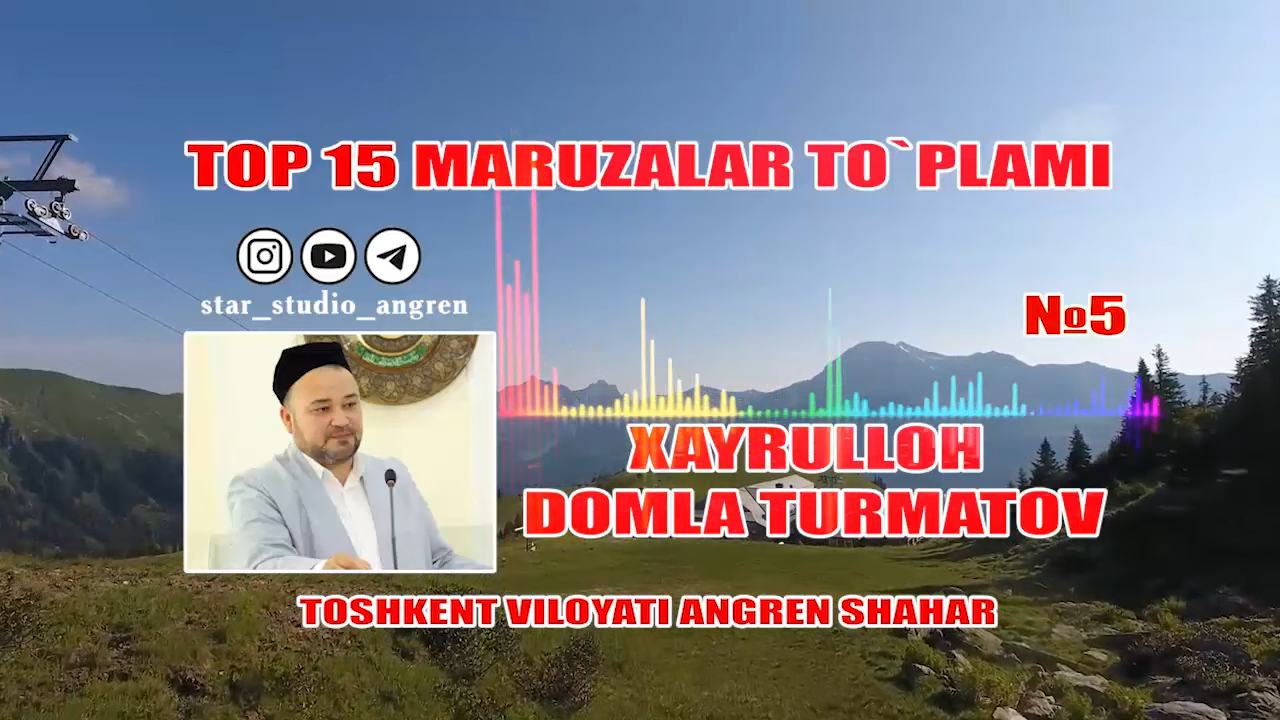 TOP 15 MARUZALAR TO`PLAMI
star_studio_angren
№5
XAYRULLOH
DOMLA TURMATOV
TOSHKENT VILOYATI ANGREN SHAHAR